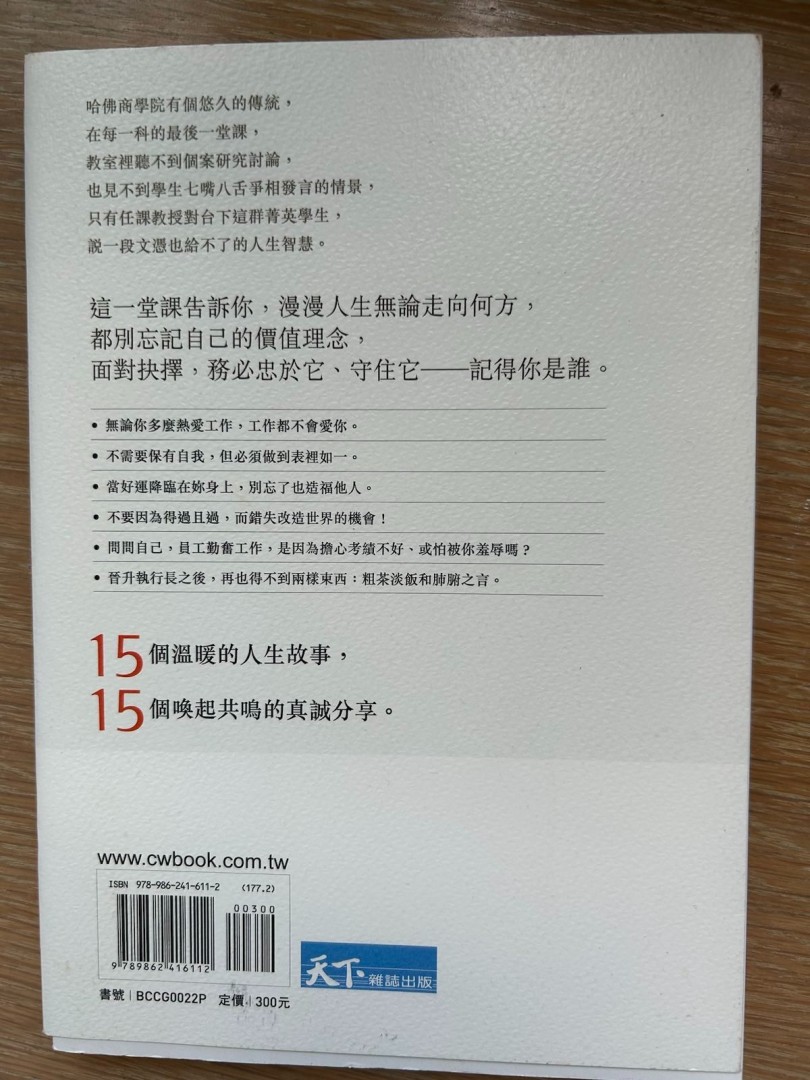 哈佛商學院有個悠久的傳統，
在每一科的最後一堂課，
教室裡聽不到個案研究討論，
也見不到學生七嘴八舌爭相發言的情景，
只有任課教授對台下這群菁英學生，
說一段文憑也給不了的人生智慧。
這一堂課告訴你，漫漫人生無論走向何方，
都別忘記自己的價值理念，
面對抉擇，務必忠於它、守住它——記得你是誰。
• 無論你多麼熱愛工作，工作都不會愛你。
• 不需要保有自我，但必須做到表裡如一。
• 當好運降臨在妳身上，別忘了也造福他人。
• 不要因為得過且過，而錯失改造世界的機會！
• 問問自己，員工勤奮工作，是因為擔心考績不好、或怕被你羞辱嗎？
• 晉升執行長之後，再也得不到兩樣東西：粗茶淡飯和肺腑之言。
15個溫暖的人生故事，
15個喚起共鳴的真誠分享。
www.cwbook.com.tw
ISBN 978-986-241-611-2 (177.2)
00300
9 789862 416112
天下雜誌出版
書號｜BCCG0022P 定價｜300元